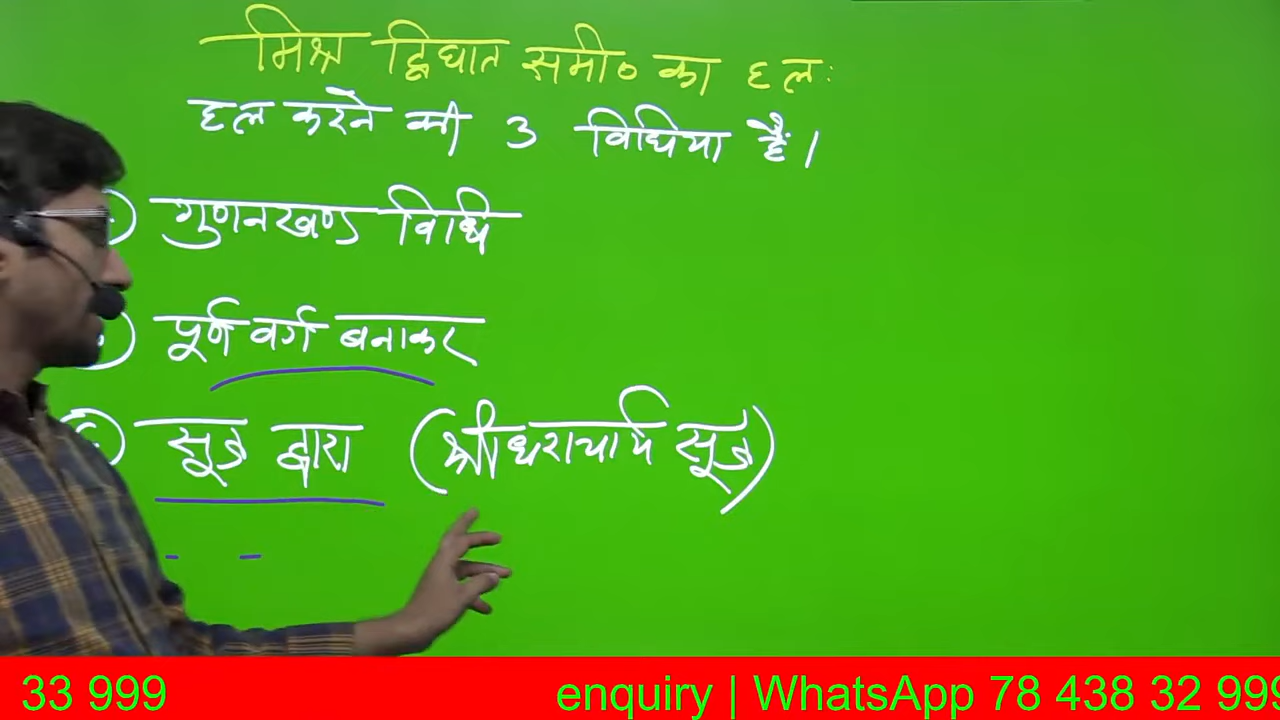 मिश्र द्विघात समी० का हल:
हल करने की 3 विधिया हैं।
गुणनखण्ड विधि
पूर्ण वर्ग बनाकर
सूत्र द्वारा (श्रीधराचार्य सूत्र)
33 999 enquiry | WhatsApp 78 438 32 999